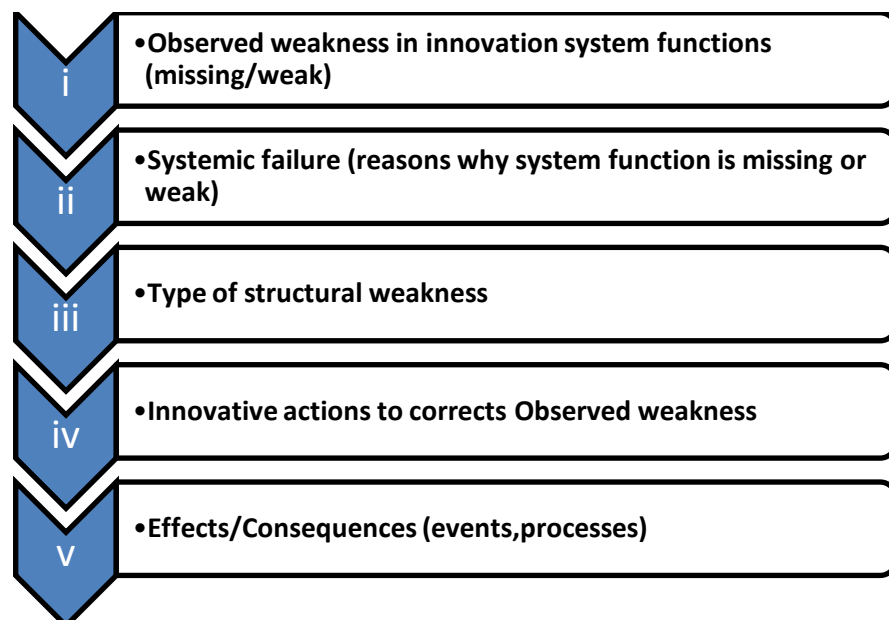 i
•Observed weakness in innovation system functions
(missing/weak)
ii
•Systemic failure (reasons why system function is missing or
weak)
iii
•Type of structural weakness
iv
•Innovative actions to corrects Observed weakness
v
•Effects/Consequences (events,processes)